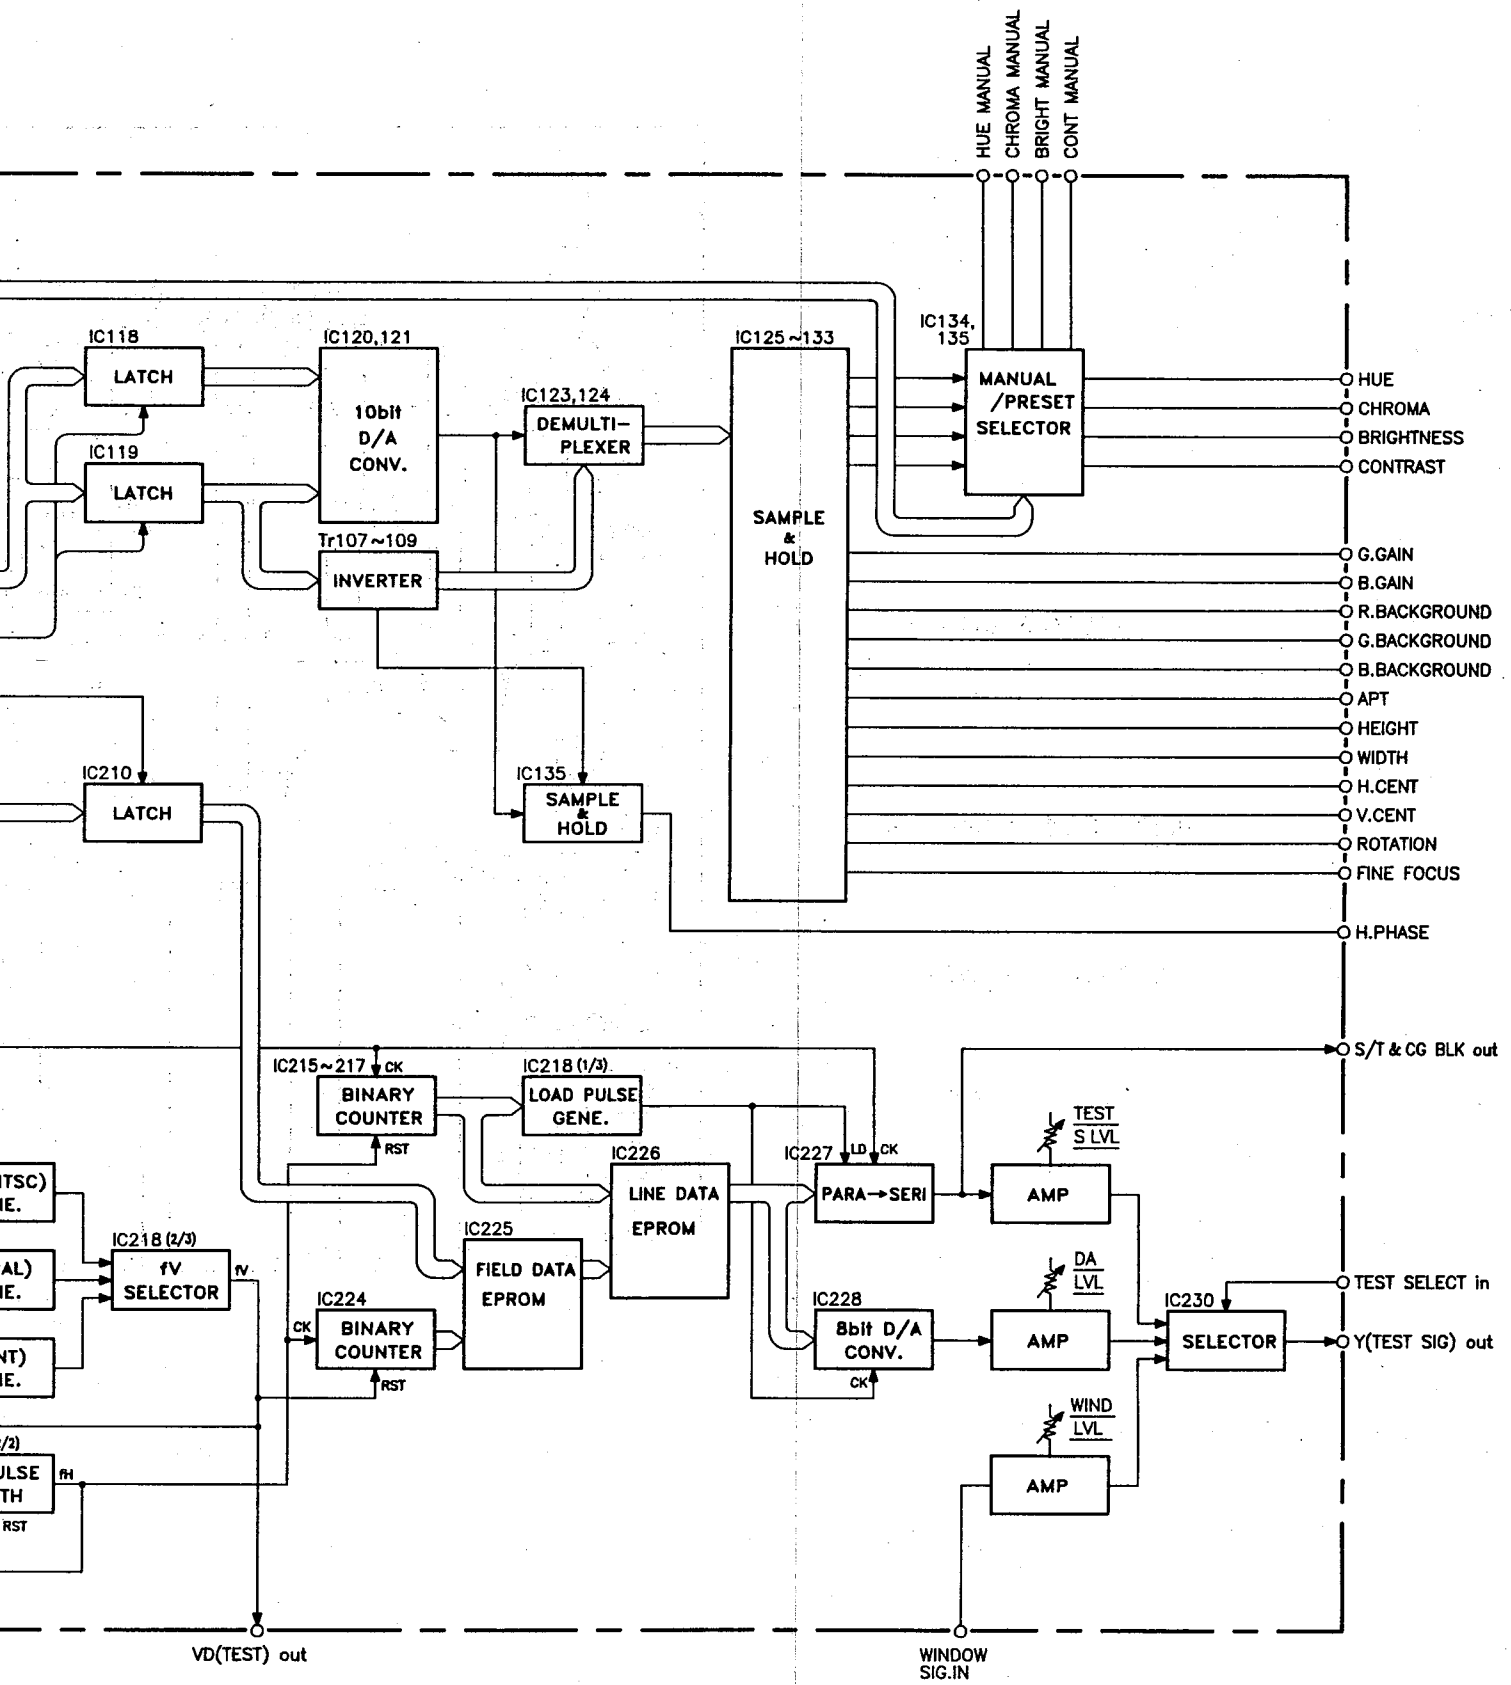 HUE MANUAL
CHROMA MANUAL
BRIGHT MANUAL
CONT MANUAL
IC118
LATCH
IC120,121
10bit
D/A
CONV.
IC123,124
DEMULTI-
PLEXER
IC125~133
SAMPLE
&
HOLD
IC134,
135
MANUAL
/PRESET
SELECTOR
HUE
CHROMA
BRIGHTNESS
CONTRAST
IC119
LATCH
Tr107~109
INVERTER
G.GAIN
B.GAIN
R.BACKGROUND
G.BACKGROUND
B.BACKGROUND
APT
HEIGHT
WIDTH
H.CENT
V.CENT
ROTATION
FINE FOCUS
H.PHASE
IC210
LATCH
IC135
SAMPLE
&
HOLD
S/T & CG BLK out
IC215~217
CK
BINARY
COUNTER
RST
IC218 (1/3)
LOAD PULSE
GENE.
IC226
LINE DATA
EPROM
IC227
LD
CK
PARA→SERI
TEST
S LVL
AMP
NTSC)
NE.
AL)
E.
NT)
E.
IC218 (2/3)
fV
SELECTOR
fV
IC225
FIELD DATA
EPROM
IC224
CK
BINARY
COUNTER
RST
IC228
8bit D/A
CONV.
CK
DA
LVL
AMP
IC230
SELECTOR
TEST SELECT in
Y(TEST SIG) out
WIND
LVL
AMP
/2)
ULSE
TH
fH
RST
VD(TEST) out
WINDOW
SIG.IN